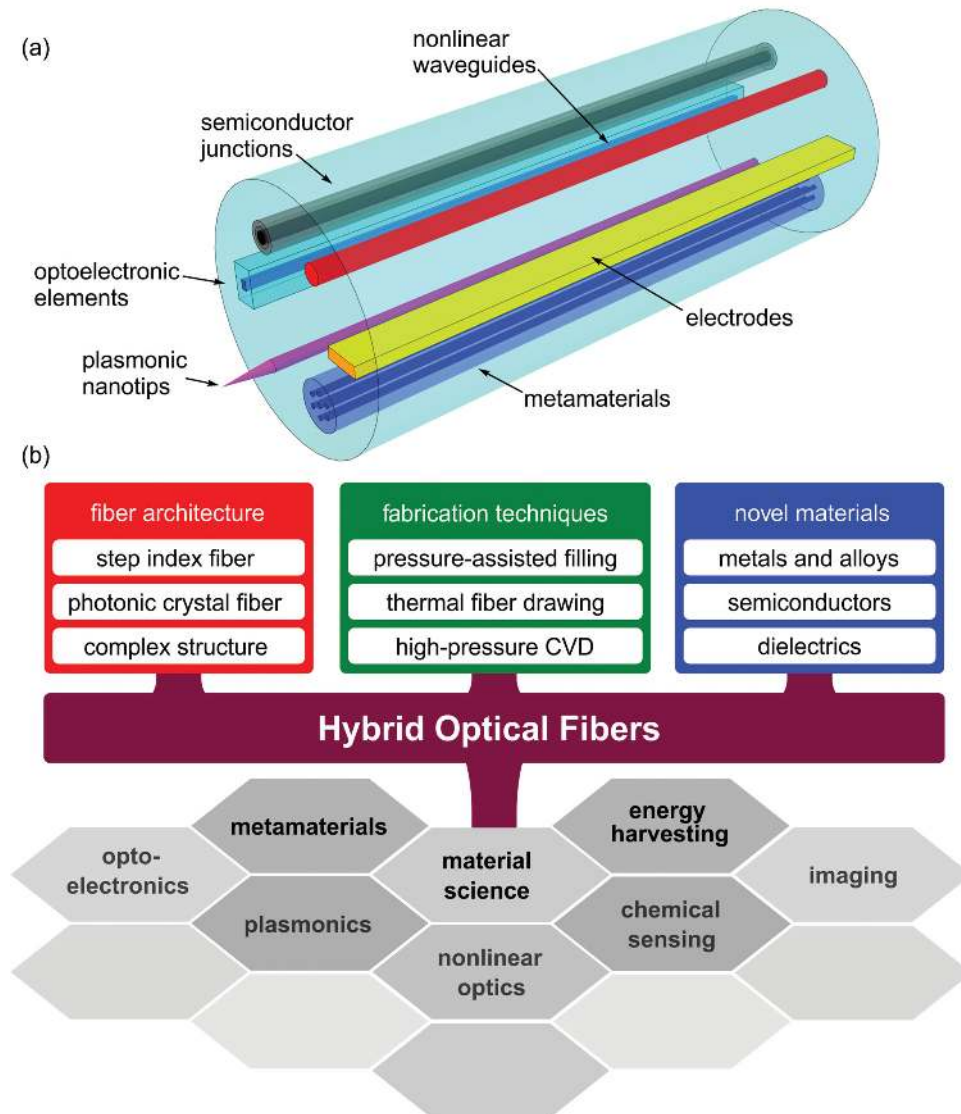 (a)
nonlinear
waveguides
semiconductor
junctions
optoelectronic
elements
electrodes
plasmonic
nanotips
metamaterials
(b)
fiber architecture
step index fiber
photonic crystal fiber
complex structure
fabrication techniques
pressure-assisted filling
thermal fiber drawing
high-pressure CVD
novel materials
metals and alloys
semiconductors
dielectrics
Hybrid Optical Fibers
opto-
electronics
metamaterials
material
science
energy
harvesting
imaging
plasmonics
nonlinear
optics
chemical
sensing